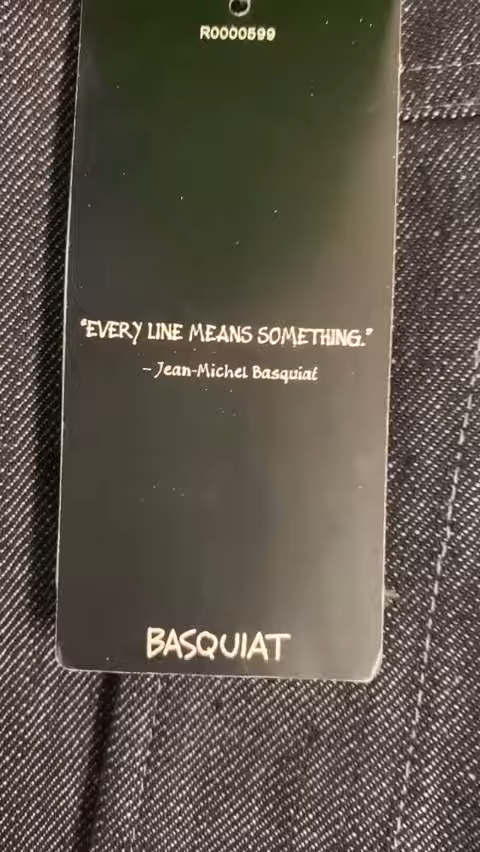 R0000599
“EVERY LINE MEANS SOMETHING.”
– Jean-Michel Basquiat
BASQUIAT